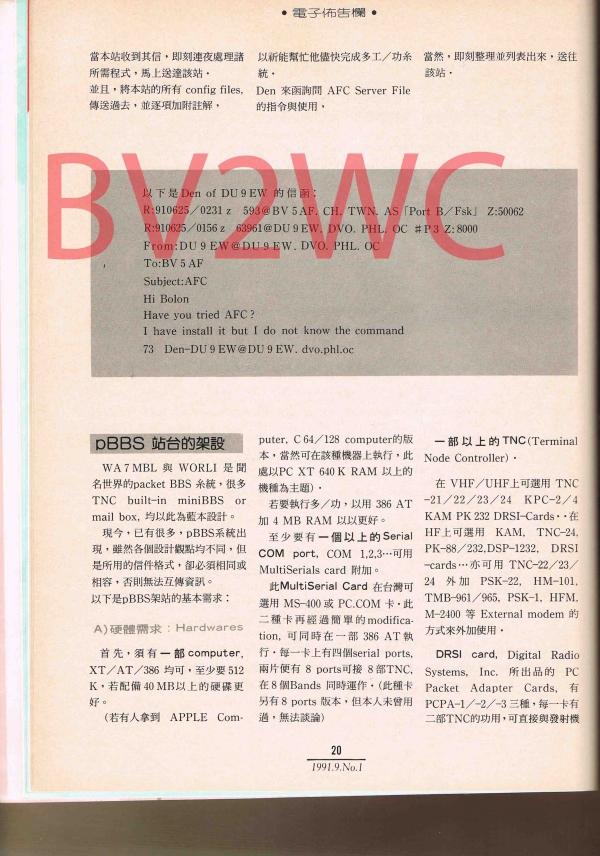 • 電子佈告欄 •
當本站收到其信，即刻連夜處理諸
所需程式，馬上送達該站。
並且，將本站的所有 config files,
傳送過去，並逐項加附註解，
以祈能幫忙他儘快完成多工／功系
統。
Den 來函詢問 AFC Server File
的指令與使用，
當然，即刻整理並列表出來，送往
該站。
BV2WC
以下是 Den of DU 9 EW 的信函：
R:910625／0231 z 593@BV 5 AF. CH. TWN. AS「Port B／Fsk」 Z:50062
R:910625／0156 z 63961@DU 9 EW. DVO. PHL. OC ＃P 3 Z:8000
From:DU 9 EW@DU 9 EW. DVO. PHL. OC
To:BV 5 AF
Subject:AFC
Hi Bolon
Have you tried AFC?
I have install it but I do not know the command
73 Den-DU 9 EW@DU 9 EW. dvo.phl.oc
pBBS 站台的架設
WA 7 MBL 與 WORLI 是聞
名世界的packet BBS 系統，很多
TNC built-in miniBBS or
mail box, 均以此為藍本設計。
現今，已有很多，pBBS系統出
現，雖然各個設計觀點均不同，但
是所用的信件格式，卻必須相同或
相容，否則無法互傳資訊。
以下是pBBS架站的基本需求：
A)硬體需求：Hardwares
首先，須有一部 computer,
XT／AT／386 均可，至少要 512
K，若配備 40 MB以上的硬碟更
好。
(若有人拿到 APPLE Com-
puter, C 64／128 computer的版
本，當然可在該種機器上執行，此
處以PC XT 640 K RAM 以上的
機種為主題)。
若要執行多／功，以用 386 AT
加 4 MB RAM 以以更好。
至少要有一個以上的Serial
COM port, COM 1,2,3…可用
MultiSerials card 附加。
此MultiSerial Card 在台灣可
選用 MS-400 或 PC.COM 卡。此
二種卡再經過簡單的modifica-
tion, 可同時在一部 386 AT 執
行。每一卡上有四個serial ports,
兩片便有 8 ports可接 8 部TNC,
在 8 個Bands 同時運作。(此種卡
另有 8 ports 版本，但本人未曾用
過，無法談論)
一部以上的TNC(Terminal
Node Controller)。
在 VHF／UHF上可選用 TNC
-21／22／23／24 KPC-2／4
KAM PK 232 DRSI-Cards‥在
HF上可選用 KAM, TNC-24,
PK-88／232,DSP-1232, DRSI
-cards…亦可用 TNC-22／23／
24 外加 PSK-22, HM-101,
TMB-961／965, PSK-1, HFM,
M-2400 等 External modem 的
方式來外加使用。
DRSI card, Digital Radio
Systems, Inc. 所出品的 PC
Packet Adapter Cards, 有
PCPA-1／-2／-3 三種，每一卡有
二部TNC的功用,可直接與發射機
20
1991.9.No.1